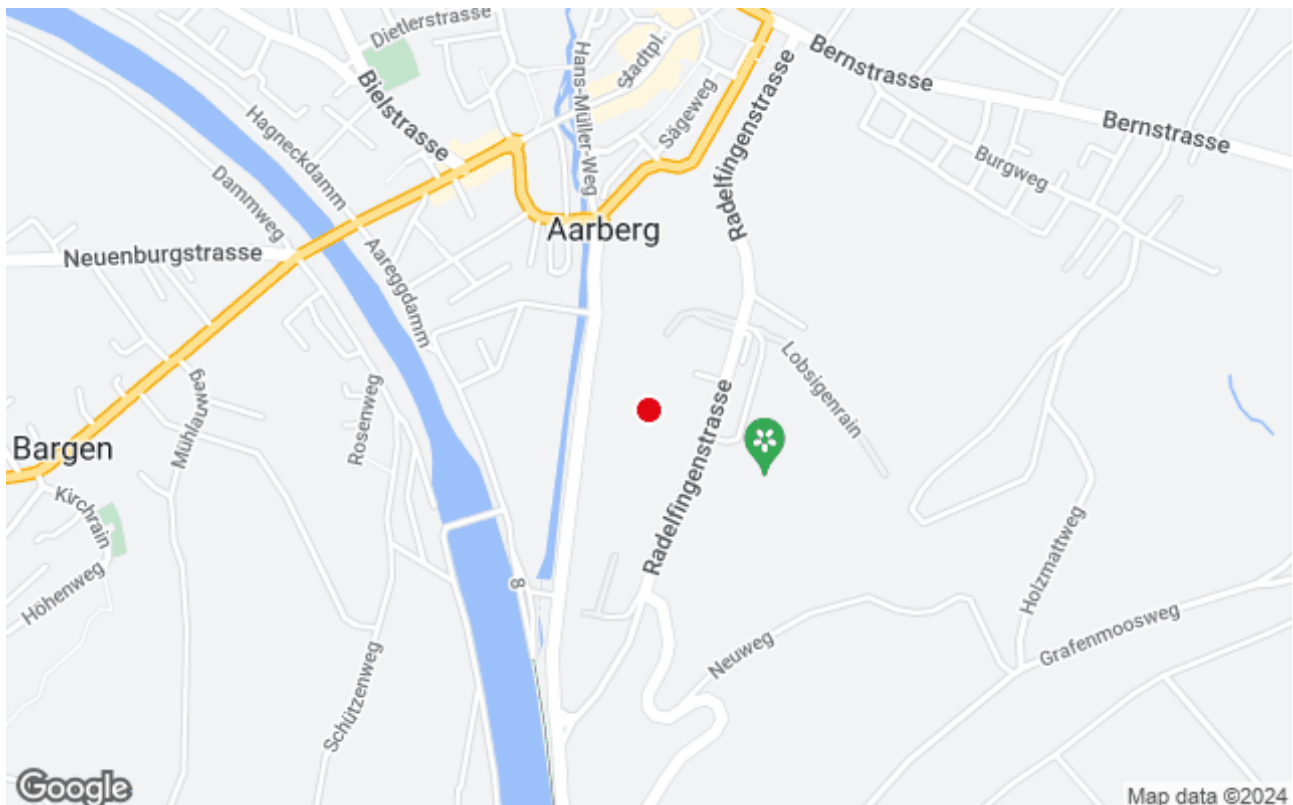 Dietlerstrasse
Bielstrasse
Hagneckdamm
Dammweg
Hans-Müller-Weg
Stadtpl.
Sägeweg
Radelfingenstrasse
Bernstrasse
Bernstrasse
Burgweg
Aarberg
Neuenburgstrasse
Aareggdamm
Lobsigenrain
Mühlauweg
Rosenweg
Bargen
Kirchrain
Höhenweg
Radelfingenstrasse
8
Holzmattweg
Grafenmoosweg
Neuweg
Schützenweg
Google
Map data ©2024